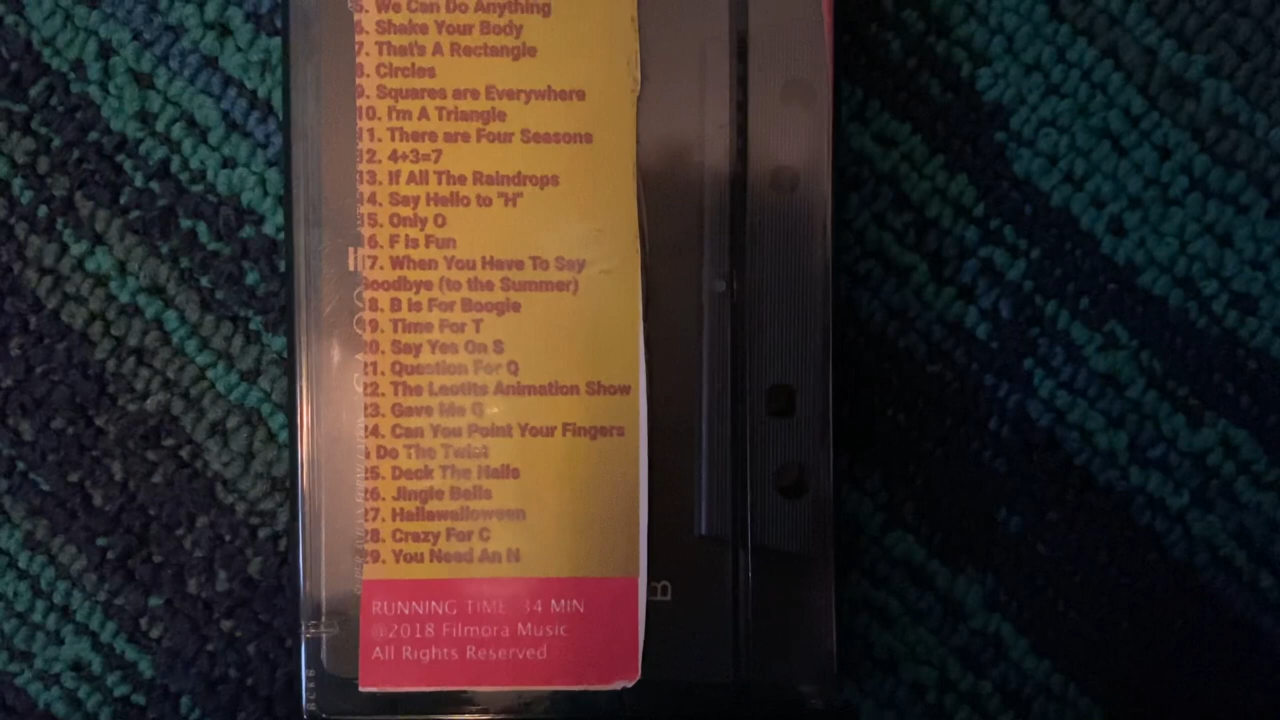 5. We Can Do Anything
6. Shake Your Body
7. That's A Rectangle
8. Circles
9. Squares are Everywhere
10. I'm A Triangle
11. There are Four Seasons
12. 4+3=7
13. If All The Raindrops
14. Say Hello to "H"
15. Only O
16. F is Fun
17. When You Have To Say
Goodbye (to the Summer)
18. B is For Boogie
19. Time For T
20. Say Yes On S
21. Question For Q
22. The Leotits Animation Show
23. Gave Me G
24. Can You Point Your Fingers
& Do The Twist
25. Deck The Halls
26. Jingle Bells
27. Hallawalloween
28. Crazy For C
29. You Need An N
RUNNING TIME: 34 MIN
@2018 Filmora Music
All Rights Reserved
B